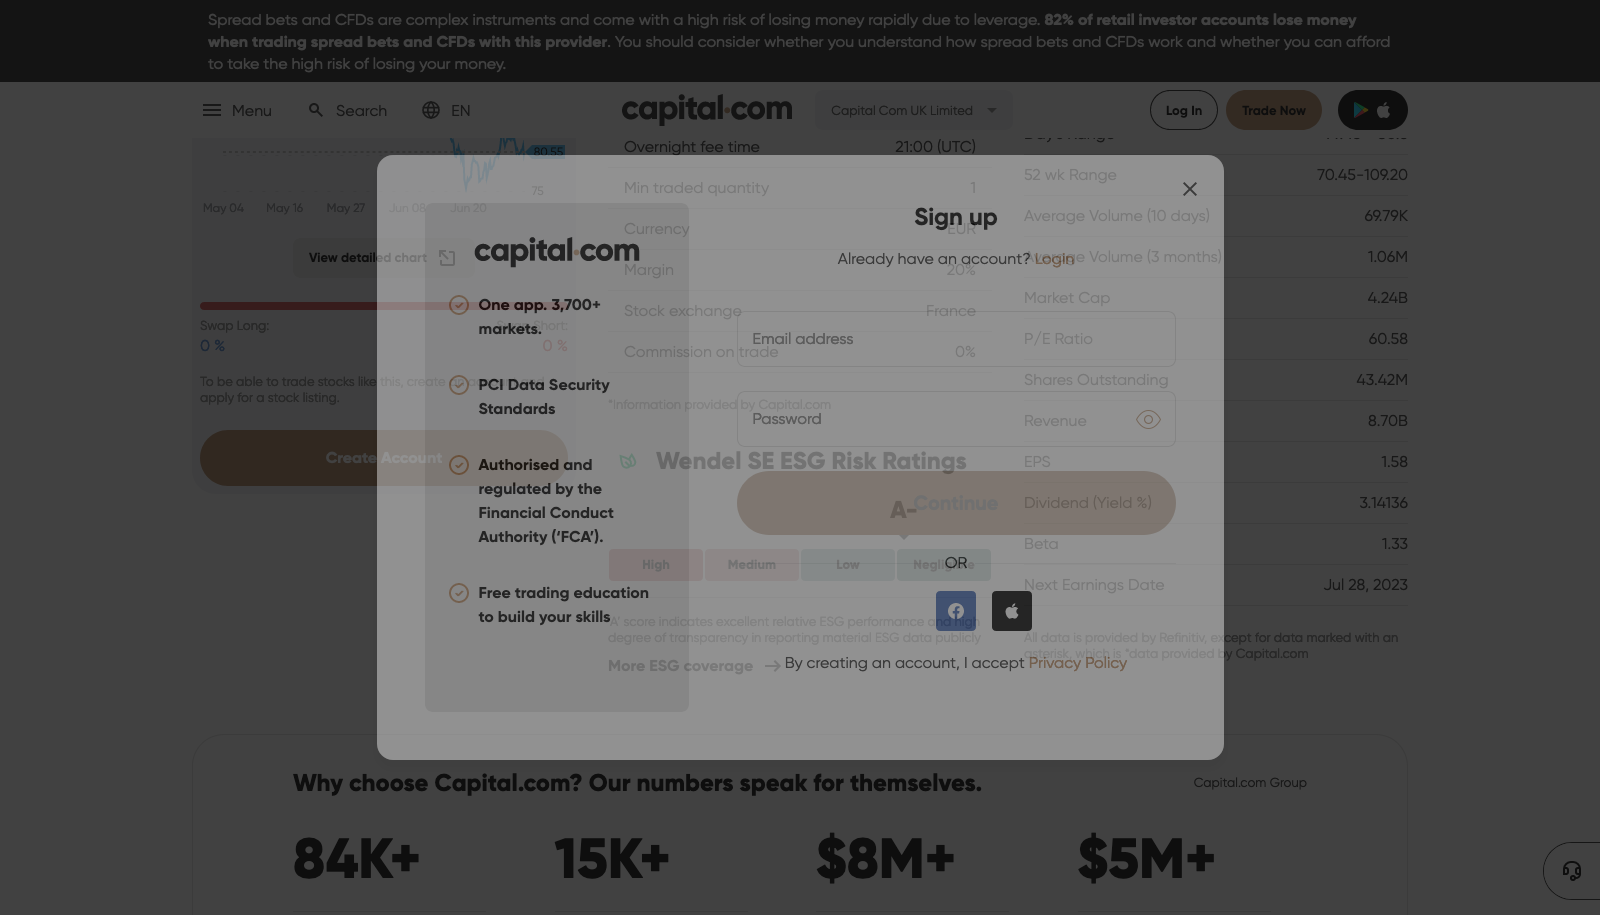 Spread bets and CFDs are complex instruments and come with a high risk of losing money rapidly due to leverage. 82% of retail investor accounts lose money
when trading spread bets and CFDs with this provider. You should consider whether you understand how spread bets and CFDs work and whether you can afford
to take the high risk of losing your money.
Menu
Search
EN
capital.com
Capital Com UK Limited
Log In
Trade Now
80.55
75
May 04
May 16
May 27
Jun 08
Jun 20
View detailed chart
Swap Long:
0 %
Short:
0 %
To be able to trade stocks like this, create
apply for a stock listing.
Create Account
Overnight fee time
21:00 (UTC)
Min traded quantity
1
Currency
EUR
Margin
20%
Stock exchange
France
Commission on trade
0%
*Information provided by Capital.com
Wendel SE ESG Risk Ratings
A-
High
Medium
Low
'A' score indicates excellent relative ESG performance and high
degree of transparency in reporting material ESG data publicly
More ESG coverage
Days Range
52 wk Range
70.45-109.20
Average Volume (10 days)
69.79K
Average Volume (3 months)
1.06M
Market Cap
4.24B
P/E Ratio
60.58
Shares Outstanding
43.42M
Revenue
8.70B
EPS
1.58
Dividend (Yield %)
3.14136
Beta
1.33
Next Earnings Date
Jul 28, 2023
All data is provided by Refinitiv, except for data marked with an
asterisk, which is *data provided by Capital.com
capital.com
One app. 3,700+
markets.
PCI Data Security
Standards
Authorised and
regulated by the
Financial Conduct
Authority (‘FCA’).
Free trading education
to build your skills
Sign up
Already have an account? Login
Email address
Password
Continue
OR
By creating an account, I accept Privacy Policy
Why choose Capital.com? Our numbers speak for themselves.
Capital.com Group
84K+
15K+
$8M+
$5M+